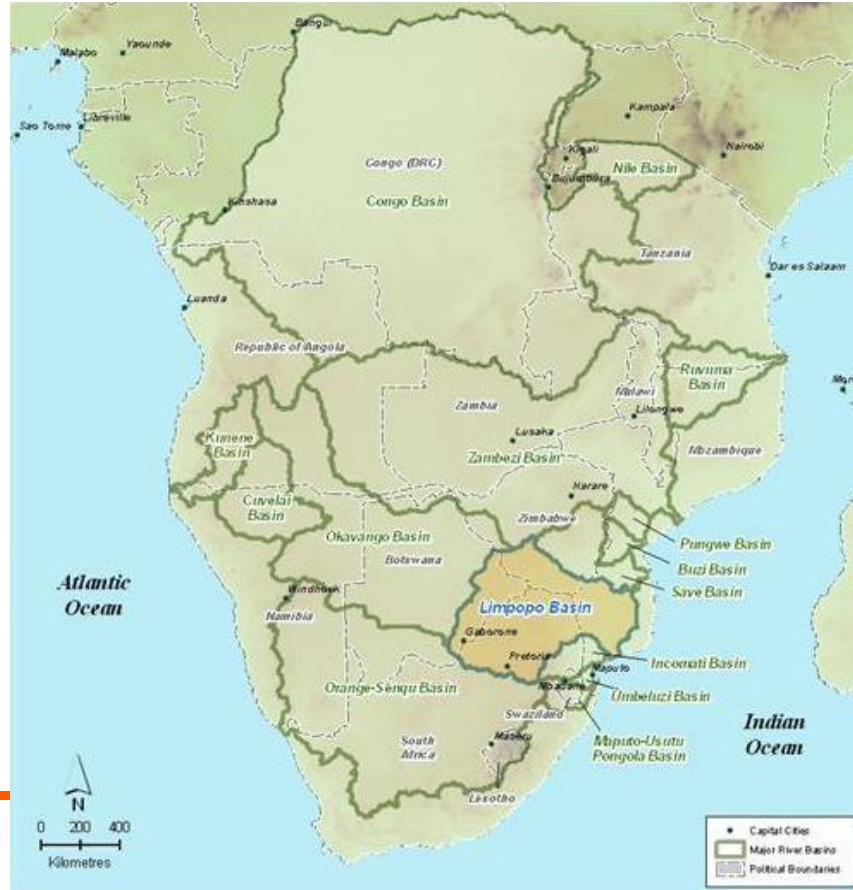 Bangui
Yaounde
Malabo
Libreville
Sao Tome
Kampala
Kigali
Nairobi
Nile Basin
Bujumbura
Congo (DRC)
Congo Basin
Kinshasa
Tanzania
Dar es Salaam
Luanda
Republic of Angola
Ruvuma
Basin
Malawi
Zambia
Lilongwe
Lusaka
Mozambique
Kunene
Basin
Zambezi Basin
Harare
Cuvelai
Basin
Zimbabwe
Okavango Basin
Pungwe Basin
Botswana
Buzi Basin
Save Basin
Atlantic
Ocean
Windhoek
Namibia
Limpopo Basin
Gaborone
Pretoria
Incomati Basin
Maputo
Orange-Senqu Basin
Mbabane
Umbeluzi Basin
Swaziland
Indian
Ocean
South
Africa
Maseru
Maputo-Usutu
Pongola Basin
Lesotho
N
0 200 400
Kilometres
Capital Cities
Major River Basins
Political Boundaries